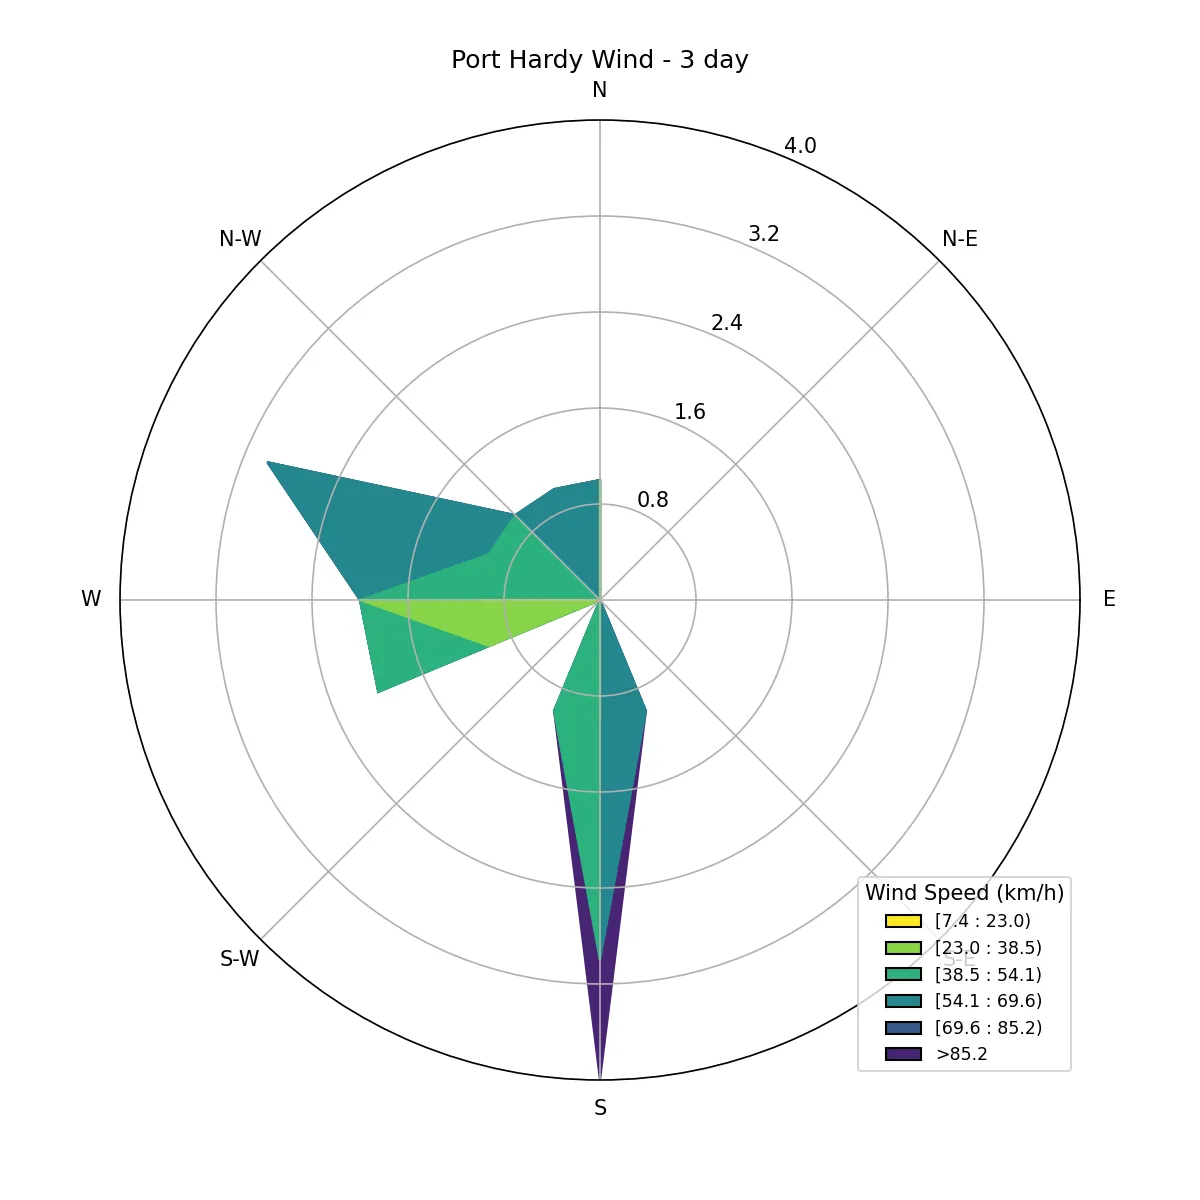 Port Hardy Wind - 3 day
N
4.0
N-W
3.2
N-E
2.4
1.6
0.8
W
E
S-W
S-E
Wind Speed (km/h)
[7.4 : 23.0)
[23.0 : 38.5)
[38.5 : 54.1)
[54.1 : 69.6)
[69.6 : 85.2)
>85.2
S